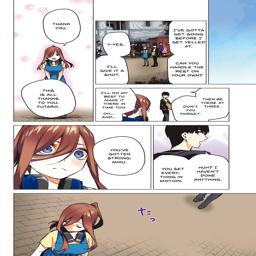 I'VE GOTTA
GET GOING
BEFORE I
GET YELLED
AT.
CAN YOU
HANDLE THE
REST ON
YOUR OWN?
Y-YES.
I'LL GIVE IT
A SHOT.
THANK
YOU.
THIS
IS ALL
THANKS
TO YOU,
FUTARO.
THEN BE
THERE AT
THREE.
DON'T
YOU
FORGET.
I'LL DO MY
BEST TO
MAKE IT
THERE IN
TIME TOO.
OH,
AND...
HUH? I
HAVEN'T
DONE
ANYTHING.
YOU SET
EVERY-
THING IN
MOTION.
YOU'VE
GOTTEN
STRONG,
MIKU.